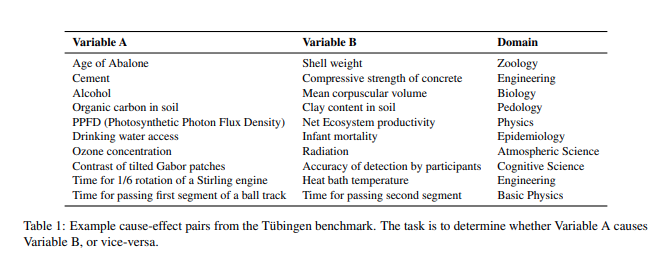 Variable A Variable B Domain
Age of Abalone Shell weight Zoology
Cement Compressive strength of concrete Engineering
Alcohol Mean corpuscular volume Biology
Organic carbon in soil Clay content in soil Pedology
PPFD (Photosynthetic Photon Flux Density) Net Ecosystem productivity Physics
Drinking water access Infant mortality Epidemiology
Ozone concentration Radiation Atmospheric Science
Contrast of tilted Gabor patches Accuracy of detection by participants Cognitive Science
Time for 1/6 rotation of a Stirling engine Heat bath temperature Engineering
Time for passing first segment of a ball track Time for passing second segment Basic Physics
Table 1: Example cause-effect pairs from the Tübingen benchmark. The task is to determine whether Variable A causes
Variable B, or vice-versa.